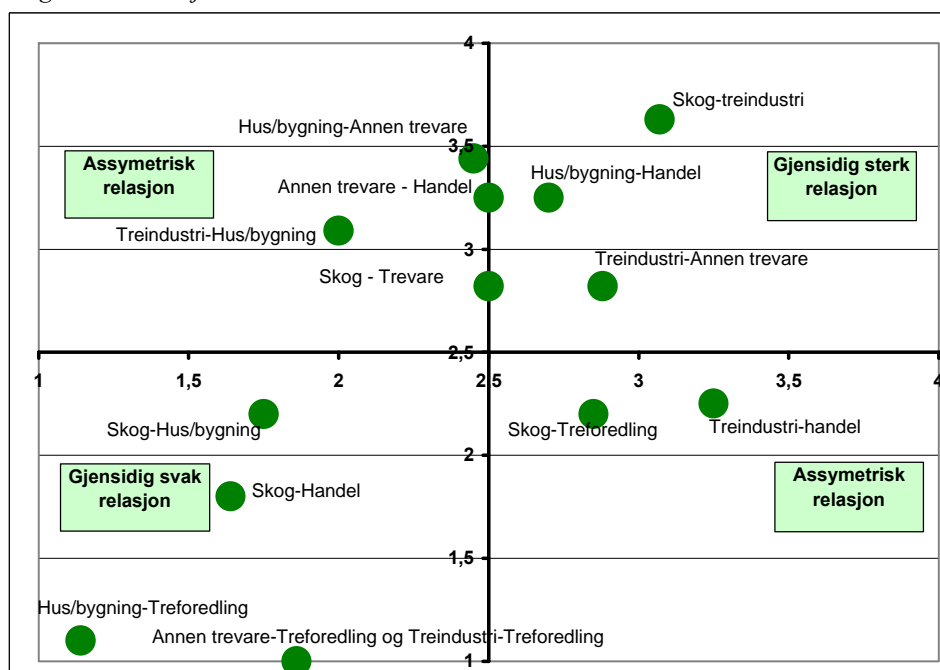 4
Skog-treindustri
Hus/bygning-Annen trevare
3,5
Assymetrisk
relasjon
Gjensidig sterk
relasjon
Annen trevare - Handel
Hus/bygning-Handel
Treindustri-Hus/bygning
3
Treindustri-Annen trevare
Skog - Trevare
2,5
1 1,5 2 2,5 3 3,5 4
Skog-Hus/bygning
Skog-Treforedling
Treindustri-handel
2
Gjensidig svak
relasjon
Skog-Handel
Assymetrisk
relasjon
1,5
Hus/bygning-Treforedling
Annen trevare-Treforedling og Treindustri-Treforedling
1